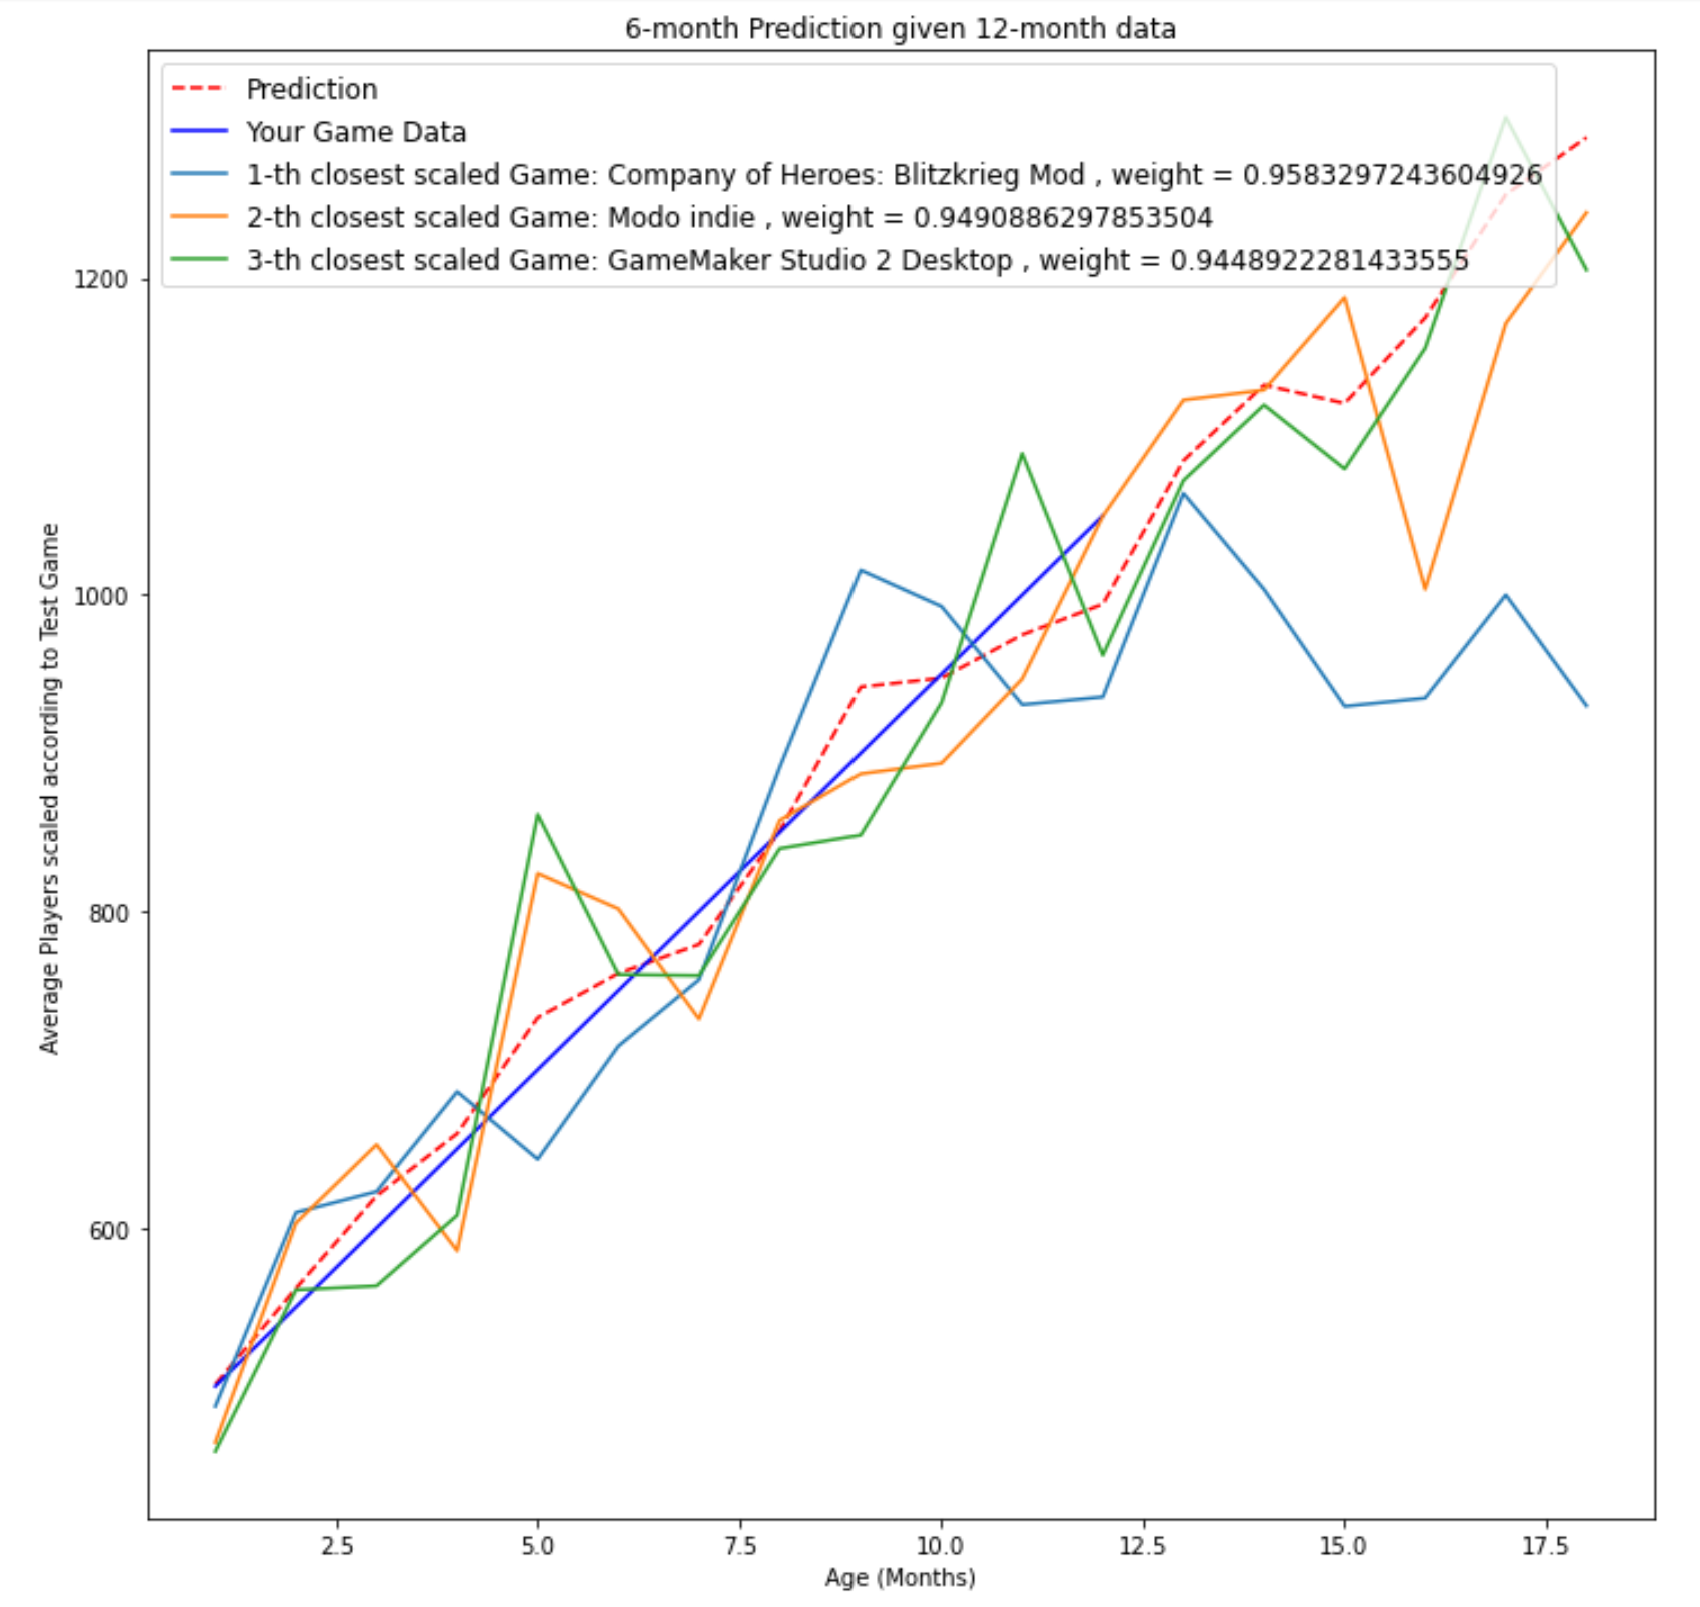 6-month Prediction given 12-month data
Prediction
Your Game Data
1-th closest scaled Game: Company of Heroes: Blitzkrieg Mod , weight = 0.9583297243604926
2-th closest scaled Game: Modo indie , weight = 0.9490886297853504
3-th closest scaled Game: GameMaker Studio 2 Desktop , weight = 0.9448922281433555
1200
1000
800
600
Average Players scaled according to Test Game
2.5 5.0 7.5 10.0 12.5 15.0 17.5
Age (Months)